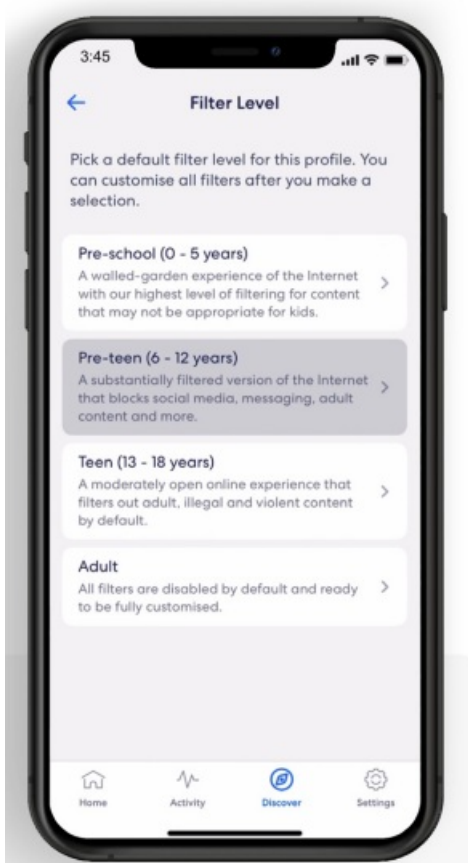 3:45
Filter Level
Pick a default filter level for this profile. You
can customise all filters after you make a
selection.
Pre-school (0 - 5 years)
A walled-garden experience of the Internet
with our highest level of filtering for content
that may not be appropriate for kids.
Pre-teen (6 - 12 years)
A substantially filtered version of the Internet
that blocks social media, messaging, adult
content and more.
Teen (13 - 18 years)
A moderately open online experience that
filters out adult, illegal and violent content
by default.
Adult
All filters are disabled by default and ready
to be fully customised.
Home Activity Discover Settings